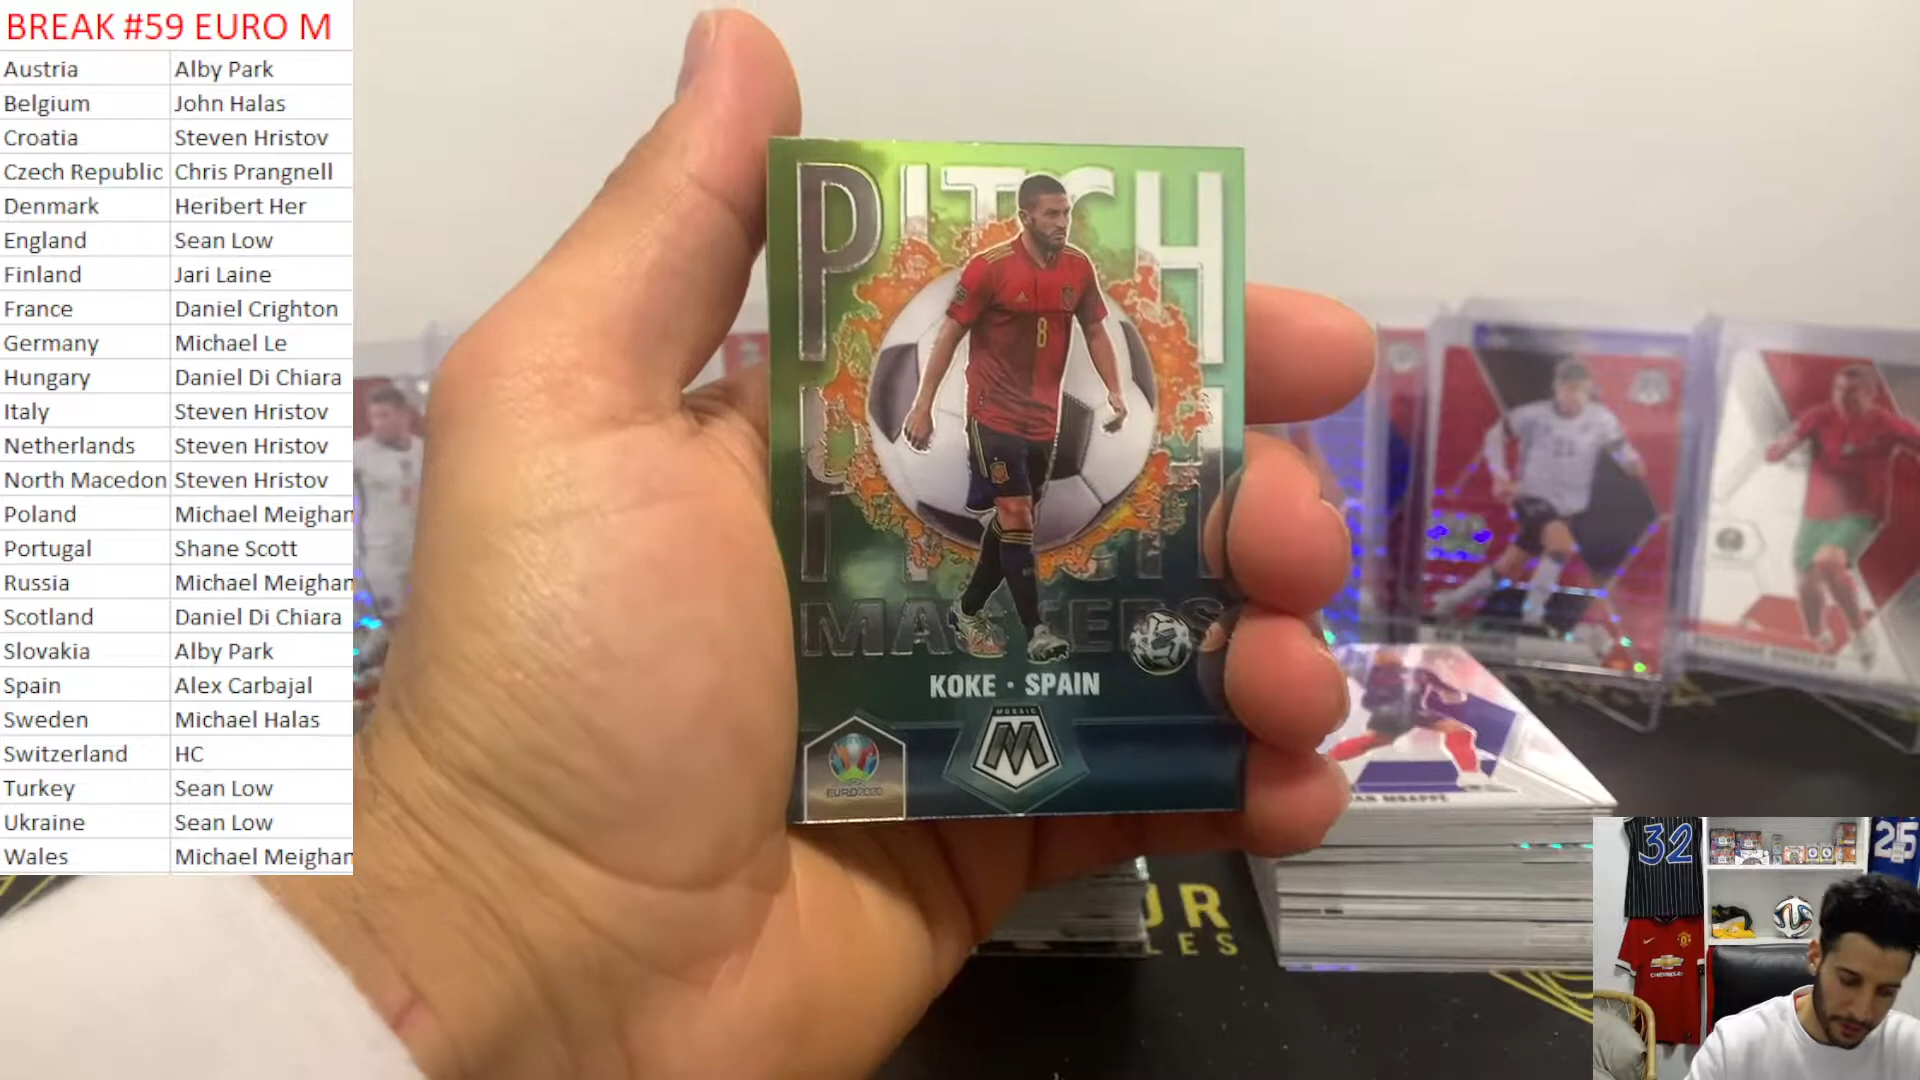 BREAK #59 EURO M
Austria Alby Park
Belgium John Halas
Croatia Steven Hristov
Czech Republic Chris Prangnell
Denmark Heribert Her
England Sean Low
Finland Jari Laine
France Daniel Crighton
Germany Michael Le
Hungary Daniel Di Chiara
Italy Steven Hristov
Netherlands Steven Hristov
North Macedon Steven Hristov
Poland Michael Meighan
Portugal Shane Scott
Russia Michael Meighan
Scotland Daniel Di Chiara
Slovakia Alby Park
Spain Alex Carbajal
Sweden Michael Halas
Switzerland HC
Turkey Sean Low
Ukraine Sean Low
Wales Michael Meighan
PITCH
MASTERS
8
KOKE · SPAIN
MOSAIC
M
EURO2020
32
25
CHEVROLET